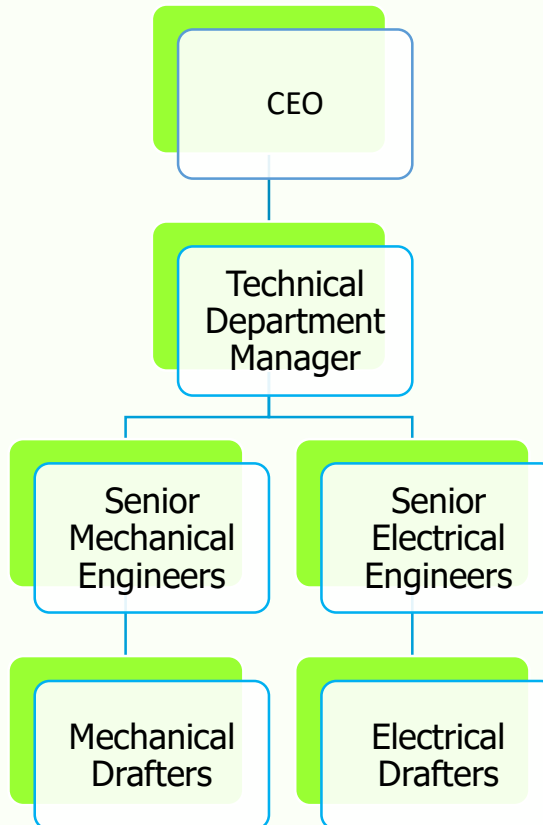 CEO
Technical
Department
Manager
Senior
Mechanical
Engineers
Senior
Electrical
Engineers
Mechanical
Drafters
Electrical
Drafters